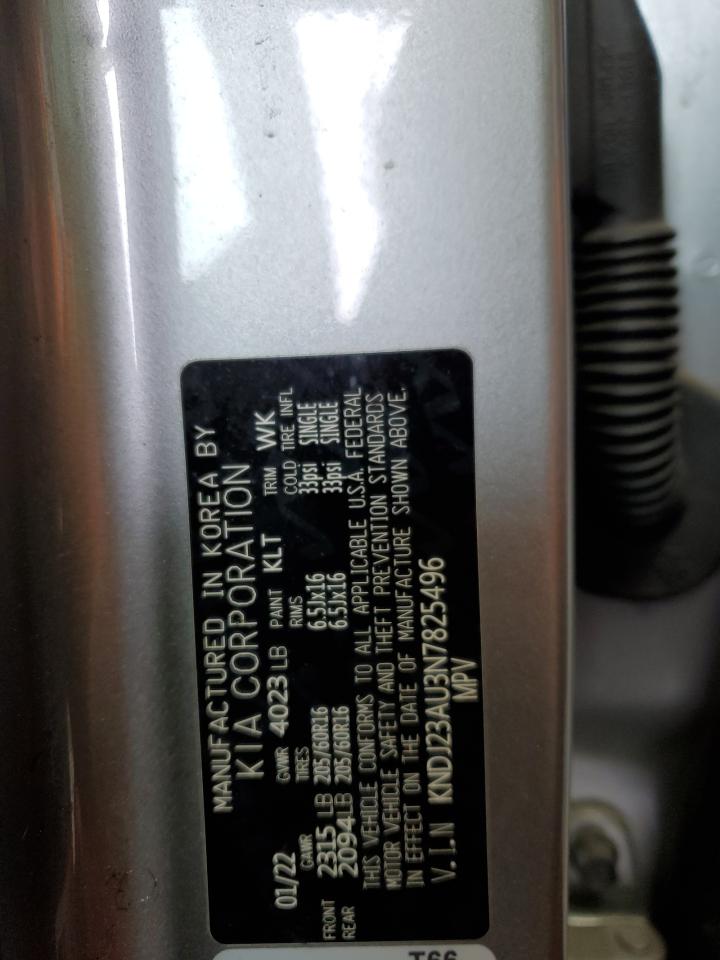 MANUFACTURED IN KOREA BY
KIA CORPORATION
01/22 GVWR 4023 LB PAINT KLT TRIM WK
GAWR TIRES RIMS COLD TIRE INFL
FRONT 2315 LB 205/60R16 6.5Jx16 33psi SINGLE
REAR 2094 LB 205/60R16 6.5Jx16 33psi SINGLE
THIS VEHICLE CONFORMS TO ALL APPLICABLE U.S.A. FEDERAL
MOTOR VEHICLE SAFETY AND THEFT PREVENTION STANDARDS
IN EFFECT ON THE DATE OF MANUFACTURE SHOWN ABOVE.
V.I.N KNDJ23AU3N7825496
MPV
T66